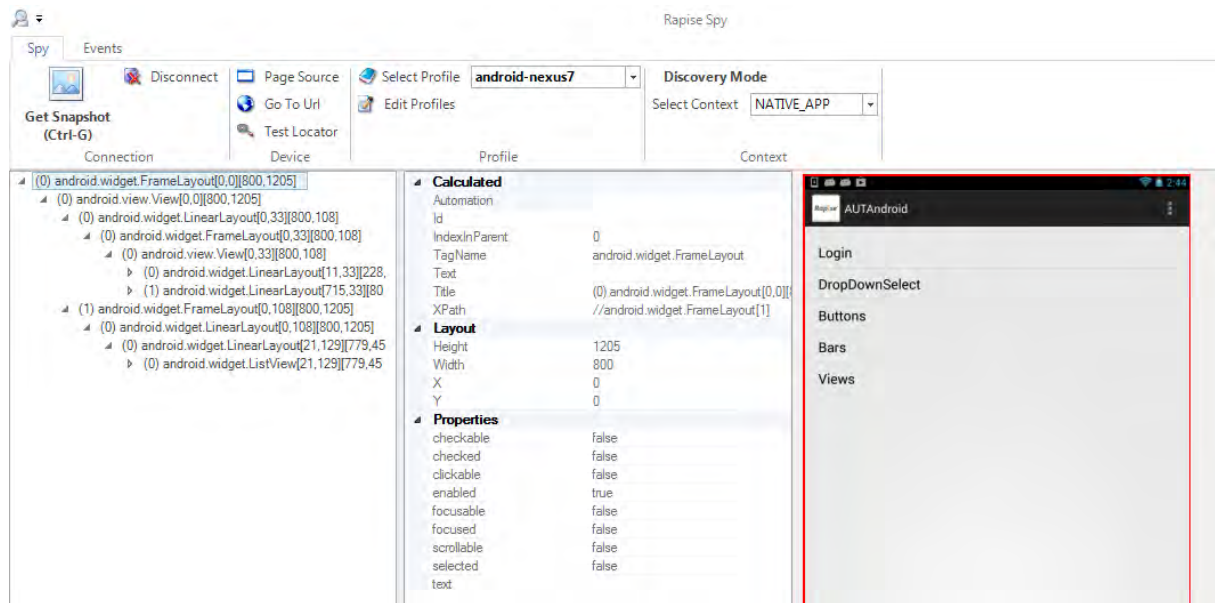 Rapise Spy
Spy Events
Get Snapshot
(Ctrl-G)
Disconnect
Connection
Page Source
Go To Url
Test Locator
Device
Select Profile android-nexus7
Edit Profiles
Profile
Discovery Mode
Select Context NATIVE_APP
Context
(0) android.widget.FrameLayout[0,0][800,1205]
(0) android.view.View[0,0][800,1205]
(0) android.widget.LinearLayout[0,33][800,108]
(0) android.widget.FrameLayout[0,33][800,108]
(0) android.view.View[0,33][800,108]
(0) android.widget.LinearLayout[11,33][228,
(1) android.widget.LinearLayout[715,33][80
(1) android.widget.FrameLayout[0,108][800,1205]
(0) android.widget.LinearLayout[0,108][800,1205]
(0) android.widget.LinearLayout[21,129][779,45
(0) android.widget.ListView[21,129][779,45
Calculated
Automation
Id
IndexInParent 0
TagName android.widget.FrameLayout
Text
Title (0) android.widget.FrameLayout[0,0][8
XPath //android.widget.FrameLayout[1]
Layout
Height 1205
Width 800
X 0
Y 0
Properties
checkable false
checked false
clickable false
enabled true
focusable false
focused false
scrollable false
selected false
text
2:44
Rapise AUTAndroid
Login
DropDownSelect
Buttons
Bars
Views